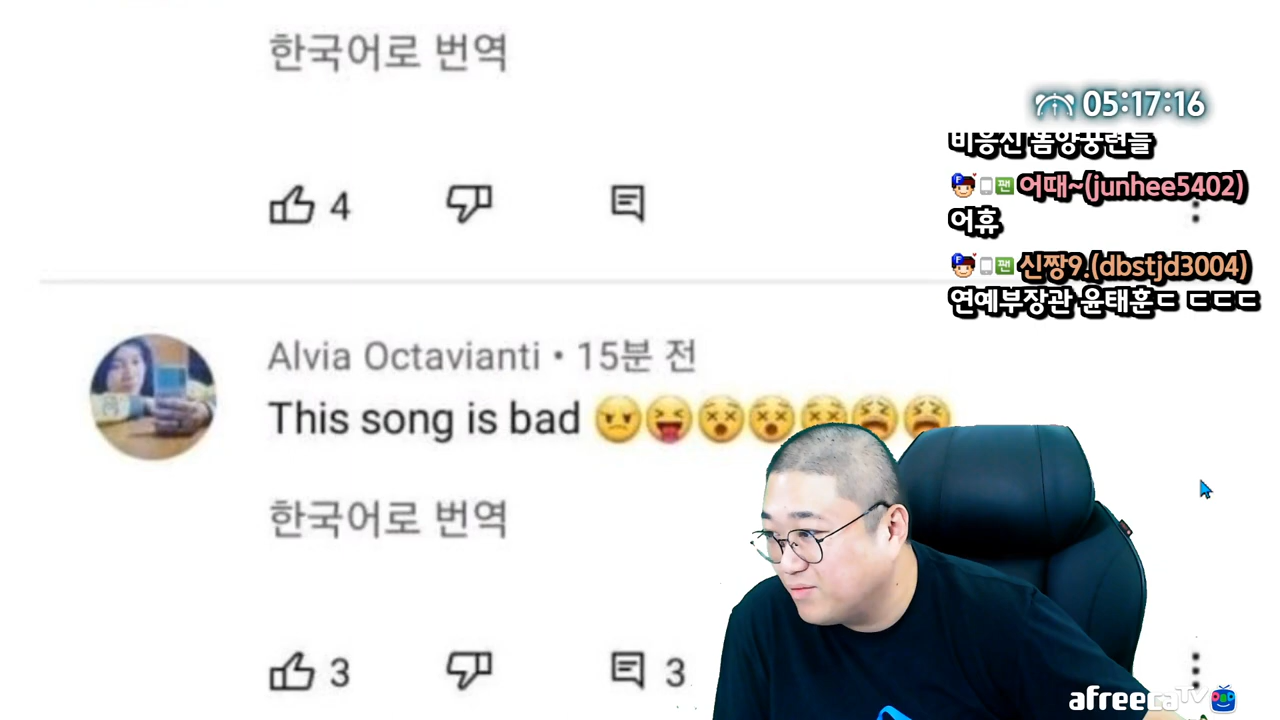 한국어로 번역
05:17:16
4
어때~(junhee5402)
어휴
신짱9.(dbstjd3004)
연예부장관 윤태훈ㄷ ㄷㄷㄷ
Alvia Octavianti • 15분 전
This song is bad 😠😝😵😵😵😫😫
한국어로 번역
3
3
afreecaTV